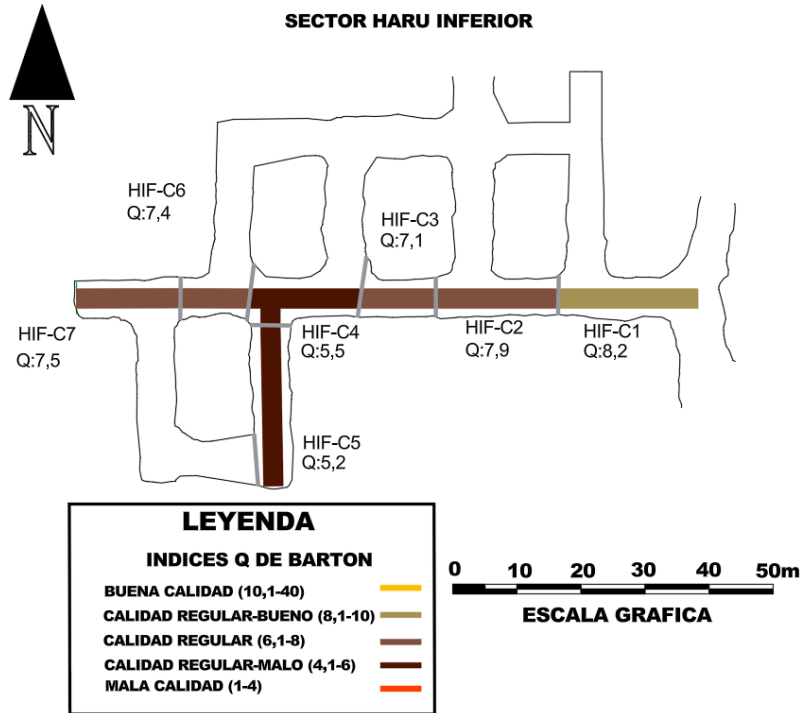 SECTOR HARU INFERIOR
N
HIF-C6
Q:7,4
HIF-C3
Q:7,1
HIF-C7
Q:7,5
HIF-C4
Q:5,5
HIF-C2
Q:7,9
HIF-C1
Q:8,2
HIF-C5
Q:5,2
LEYENDA
INDICES Q DE BARTON
BUENA CALIDAD (10,1-40)
CALIDAD REGULAR-BUENO (8,1-10)
CALIDAD REGULAR (6,1-8)
CALIDAD REGULAR-MALO (4,1-6)
MALA CALIDAD (1-4)
0 10 20 30 40 50m
ESCALA GRAFICA